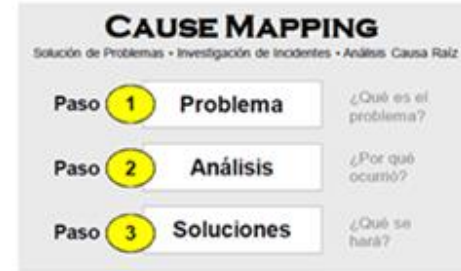 CAUSE MAPPING
Solución de Problemas • Investigación de Incidentes • Análisis Causa Raíz
Paso 1 Problema ¿Qué es el
problema?
Paso 2 Análisis ¿Por qué
ocurrió?
Paso 3 Soluciones ¿Qué se
hará?